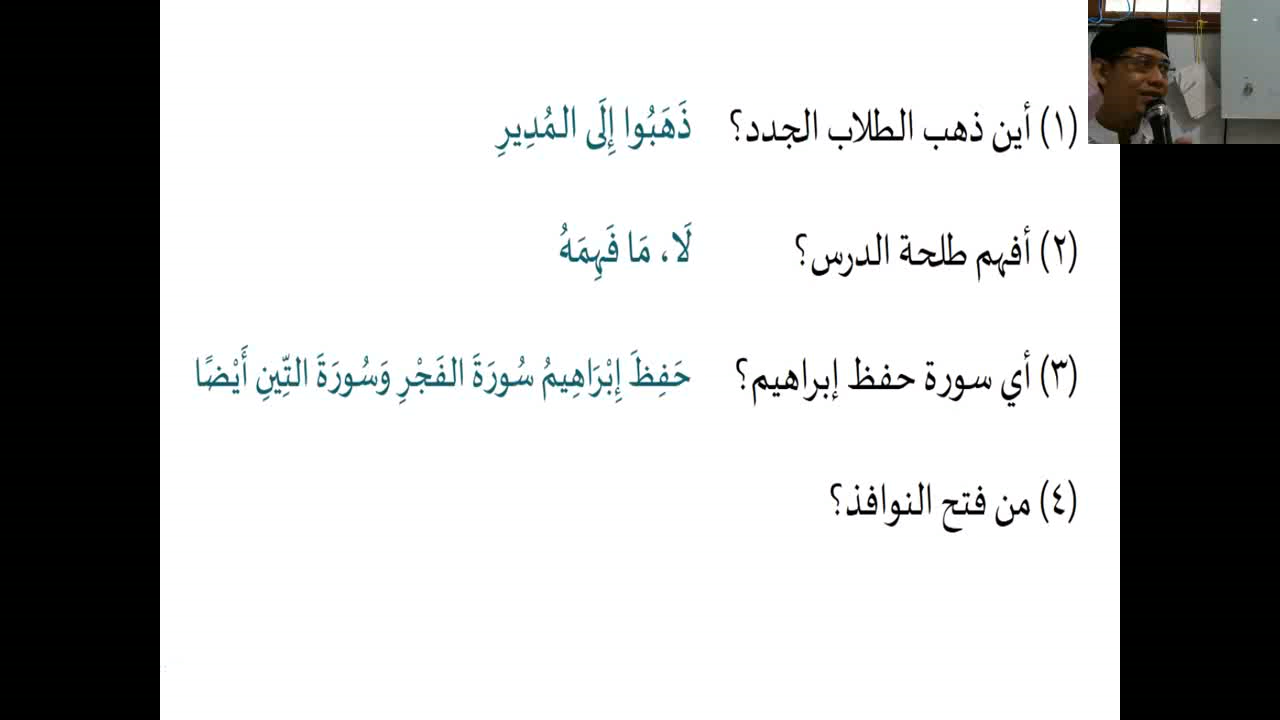 (١) أين ذهب الطلاب الجدد؟ ذَهَبُوا إِلَى المُدِيرِ
(٢) أفهم طلحة الدرس؟ لَا، مَا فَهِمَهُ
(٣) أي سورة حفظ إبراهيم؟ حَفِظَ إِبْرَاهِيمُ سُورَةَ الفَجْرِ وَسُورَةَ التِّينِ أَيْضًا
(٤) من فتح النوافذ؟